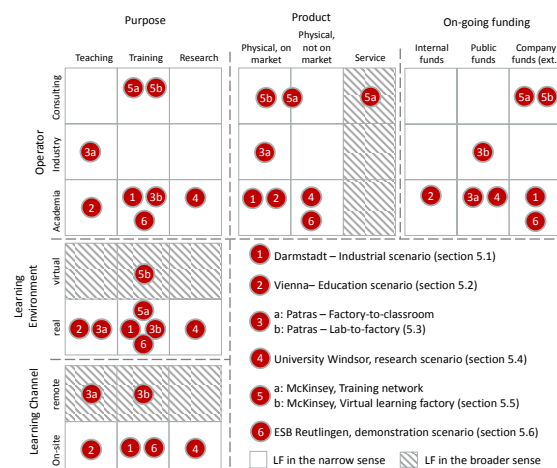 Purpose
Product
On-going funding
Teaching
Training
Research
Physical, on market
Physical, not on market
Service
Internal funds
Public funds
Company funds (ext.
Operator
Consulting
5a 5b
5b 5a
5a
5a 5b
Industry
3a
3a
3b
Academia
2
1 3b
6
4
1 2
4
6
2
3a 4
1
6
Learning Environment
virtual
5b
real
2 3a
5a
1 3b
6
4
Learning Channel
remote
3a
3b
On-site
2
1 6
4
1 Darmstadt – Industrial scenario (section 5.1)
2 Vienna– Education scenario (section 5.2)
3 a: Patras – Factory-to-classroom
b: Patras – Lab-to-factory (5.3)
4 University Windsor, research scenario (section 5.4)
5 a: McKinsey, Training network
b: McKinsey, Virtual learning factory (section 5.5)
6 ESB Reutlingen, demonstration scenario (section 5.6)
LF in the narrow sense
LF in the broader sense